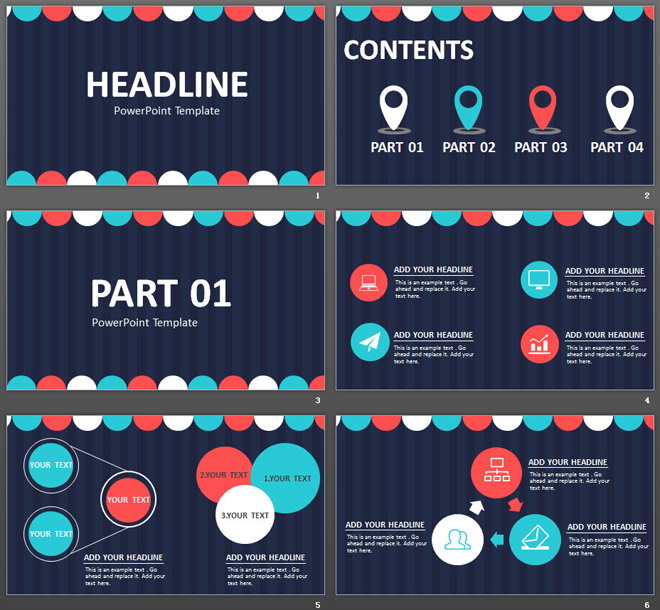 HEADLINE
PowerPoint Template
1
CONTENTS
PART 01
PART 02
PART 03
PART 04
2
PART 01
PowerPoint Template
3
ADD YOUR HEADLINE
This is an example text . Go
ahead and replace it. Add your
text here.
ADD YOUR HEADLINE
This is an example text . Go
ahead and replace it. Add your
text here.
ADD YOUR HEADLINE
This is an example text . Go
ahead and replace it. Add your
text here.
ADD YOUR HEADLINE
This is an example text . Go
ahead and replace it. Add your
text here.
4
YOUR TEXT
YOUR TEXT
YOUR TEXT
ADD YOUR HEADLINE
This is an example text . Go
ahead and replace it. Add your
text here.
2.YOUR TEXT
1.YOUR TEXT
3.YOUR TEXT
ADD YOUR HEADLINE
This is an example text . Go
ahead and replace it. Add your
text here.
5
ADD YOUR HEADLINE
This is an example text . Go
ahead and replace it. Add your
text here.
ADD YOUR HEADLINE
This is an example text . Go
ahead and replace it. Add your
text here.
ADD YOUR HEADLINE
This is an example text . Go
ahead and replace it. Add your
text here.
6